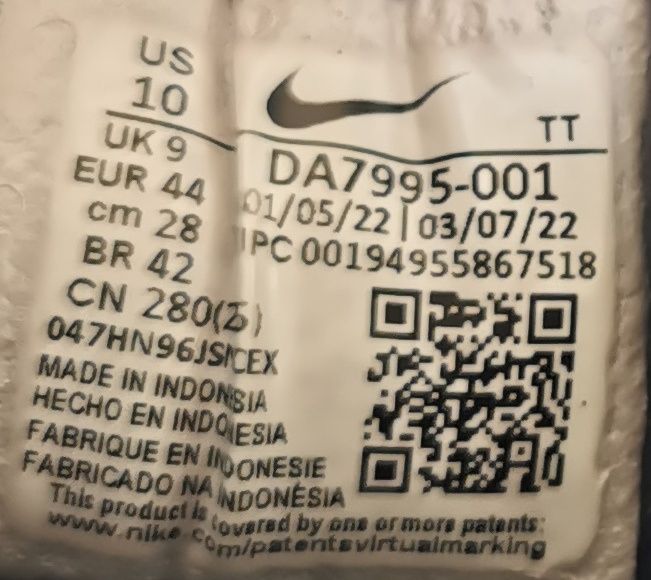 US
10
UK 9
EUR 44
cm 28
BR 42
CN 280(2.5)
047HN96JSICEX
MADE IN INDONESIA
HECHO EN INDONESIA
FABRIQUE EN INDONESIE
FABRICADO NA INDONÉSIA
TT
DA7995-001
01/05/22 | 03/07/22
UPC 00194955867518
This product is covered by one or more patents:
www.nike.com/patentsvirtualmarking